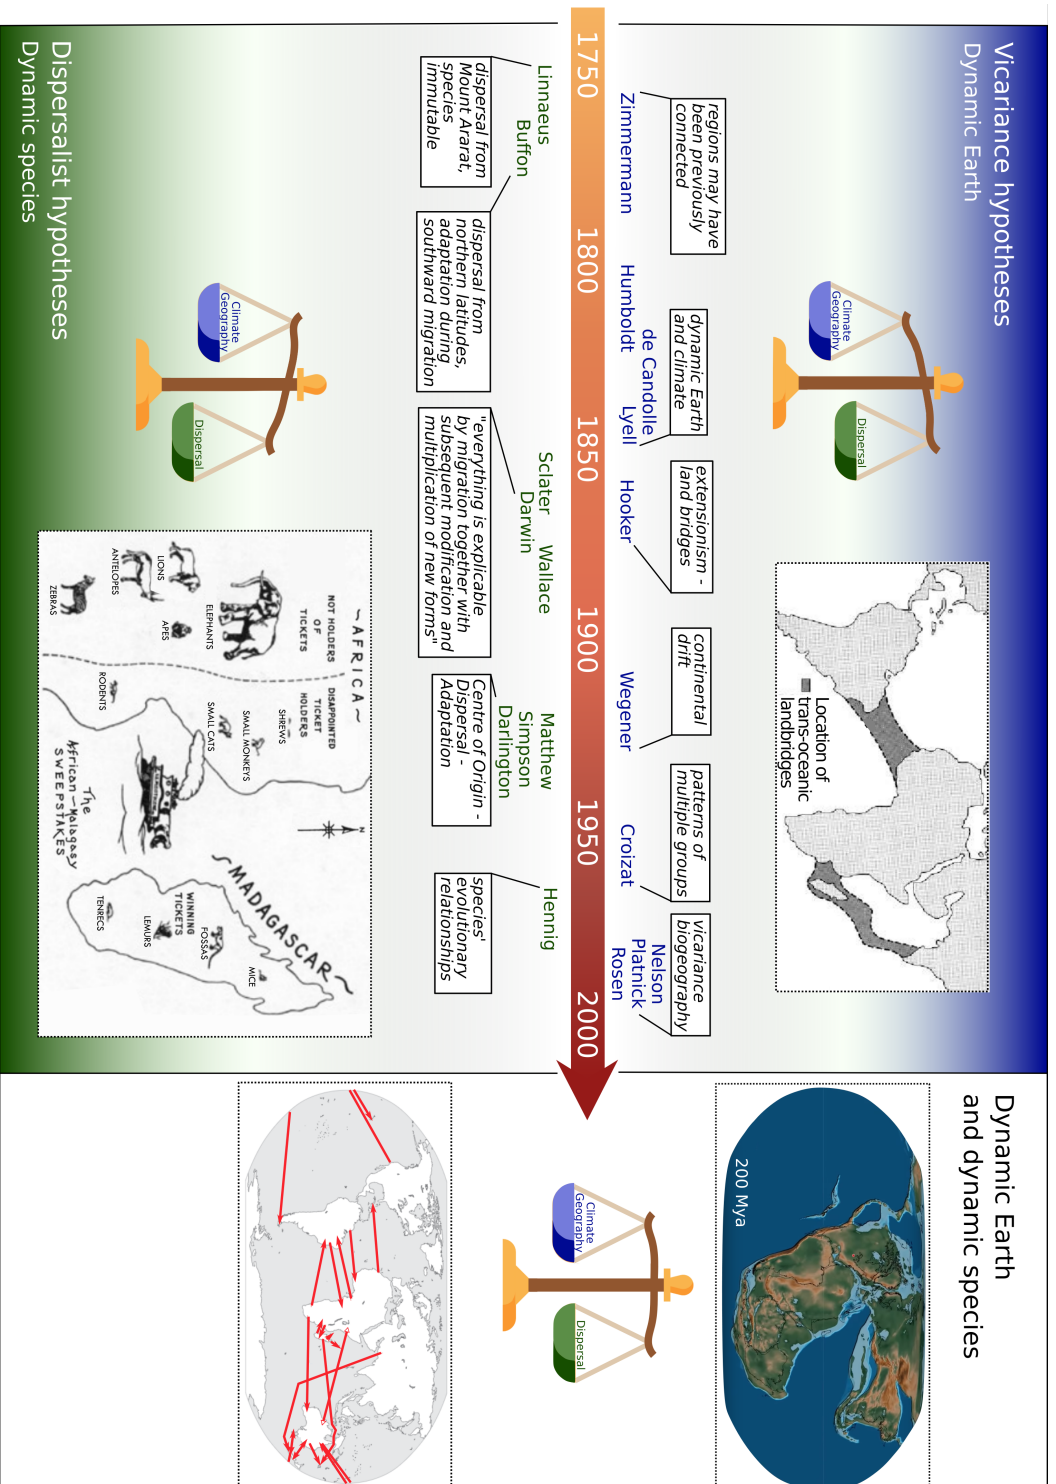 Vicariance hypotheses
Dynamic Earth
Climate
Geography
Dispersal
Location of
trans-oceanic
landbridges
regions may have
been previously
connected
dynamic Earth
and climate
extensionism -
land bridges
continental
drift
patterns of
multiple groups
vicariance
biogeography
Zimmermann
Humboldt
de Candolle
Lyell
Hooker
Wegener
Croizat
Nelson
Platnick
Rosen
1750
1800
1850
1900
1950
2000
Linnaeus
Buffon
Sclater
Darwin
Wallace
Matthew
Simpson
Darlington
Hennig
dispersal from
Mount Ararat,
species
immutable
dispersal from
northern latitudes,
adaptation during
southward migration
"everything is explicable
by migration together with
subsequent modification and
multiplication of new forms"
Centre of Origin -
Dispersal -
Adaptation
species'
evolutionary
relationships
Climate
Geography
Dispersal
~AFRICA~
NOT HOLDERS
OF
TICKETS
DISAPPOINTED
TICKET
HOLDERS
N
ELEPHANTS
LIONS
APES
ANTELOPES
ZEBRAS
SHREWS
SMALL MONKEYS
SMALL CATS
RODENTS
~MADAGASCAR~
MICE
FOSSAS
WINNING
TICKETS
LEMURS
TENRECS
The
African-Malagasy
SWEEPSTAKES
Dispersalist hypotheses
Dynamic species
Dynamic Earth
and dynamic species
200 Mya
Climate
Geography
Dispersal